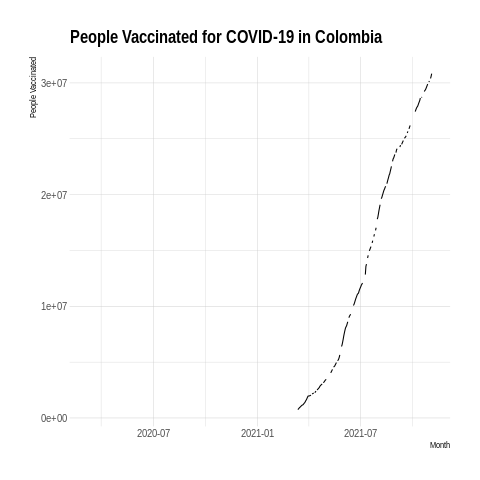 People Vaccinated for COVID-19 in Colombia
People Vaccinated
3e+07
2e+07
1e+07
0e+00
2020-07
2021-01
2021-07
Month